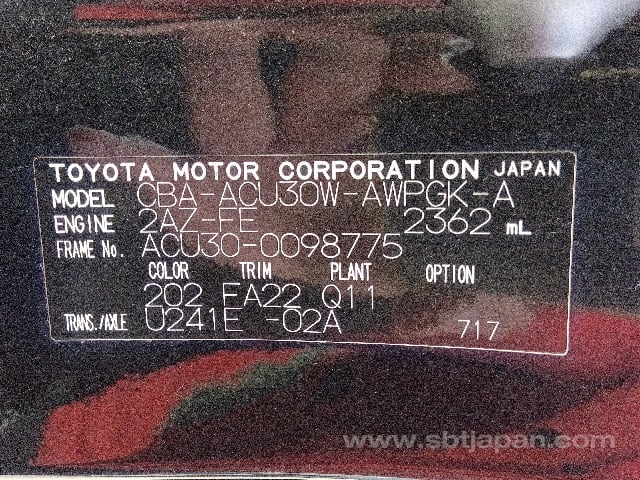 TOYOTA MOTOR CORPORATION JAPAN
MODEL CBA-ACU30W-AWPGK-A
ENGINE 2AZ-FE 2362 mL
FRAME No. ACU30-0098775
COLOR TRIM PLANT OPTION
202 FA22 Q11
TRANS./AXLE U241E -02A 717
www.sbtjapan.com